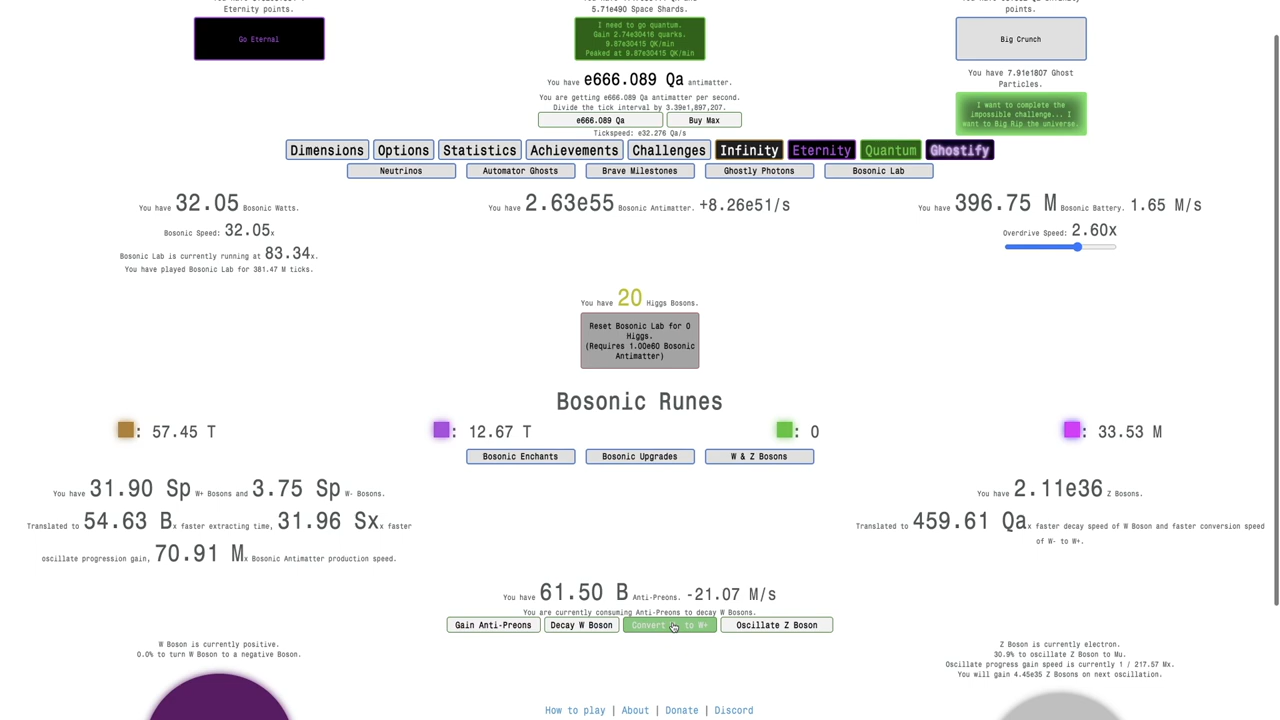 Eternity points.
Go Eternal
5.71e490 Space Shards.
I need to go quantum.
Gain 2.74e30416 quarks.
9.87e30415 QK/min
Peaked at 9.87e30415 QK/min
points.
Big Crunch
You have e666.089 Qa antimatter.
You are getting e666.089 Qa antimatter per second.
Divide the tick interval by 3.39e1,897,207.
e666.089 Qa
Buy Max
Tickspeed: e32.276 Qa/s
You have 7.91e1807 Ghost
Particles.
I want to complete the
impossible challenge... I
want to Big Rip the universe.
Dimensions
Options
Statistics
Achievements
Challenges
Infinity
Eternity
Quantum
Ghostify
Neutrinos
Automator Ghosts
Brave Milestones
Ghostly Photons
Bosonic Lab
You have 32.05 Bosonic Watts.
Bosonic Speed: 32.05x
Bosonic Lab is currently running at 83.34x.
You have played Bosonic Lab for 381.47 M ticks.
You have 2.63e55 Bosonic Antimatter. +8.26e51/s
You have 396.75 M Bosonic Battery. 1.65 M/s
Overdrive Speed: 2.60x
You have 20 Higgs Bosons.
Reset Bosonic Lab for 0
Higgs.
(Requires 1.00e60 Bosonic
Antimatter)
Bosonic Runes
: 57.45 T
: 12.67 T
: 0
: 33.53 M
Bosonic Enchants
Bosonic Upgrades
W & Z Bosons
You have 31.90 Sp W+ Bosons and 3.75 Sp W- Bosons.
Translated to 54.63 Bx faster extracting time, 31.96 Sxx faster
oscillate progression gain, 70.91 Mx Bosonic Antimatter production speed.
You have 2.11e36 Z Bosons.
Translated to 459.61 Qax faster decay speed of W Boson and faster conversion speed
of W- to W+.
You have 61.50 B Anti-Preons. -21.07 M/s
You are currently consuming Anti-Preons to decay W Bosons.
Gain Anti-Preons
Decay W Boson
Convert W- to W+
Oscillate Z Boson
W Boson is currently positive.
0.0% to turn W Boson to a negative Boson.
Z Boson is currently electron.
30.9% to oscillate Z Boson to Mu.
Oscillate progress gain speed is currently 1 / 217.57 Mx.
You will gain 4.45e35 Z Bosons on next oscillation.
How to play | About | Donate | Discord